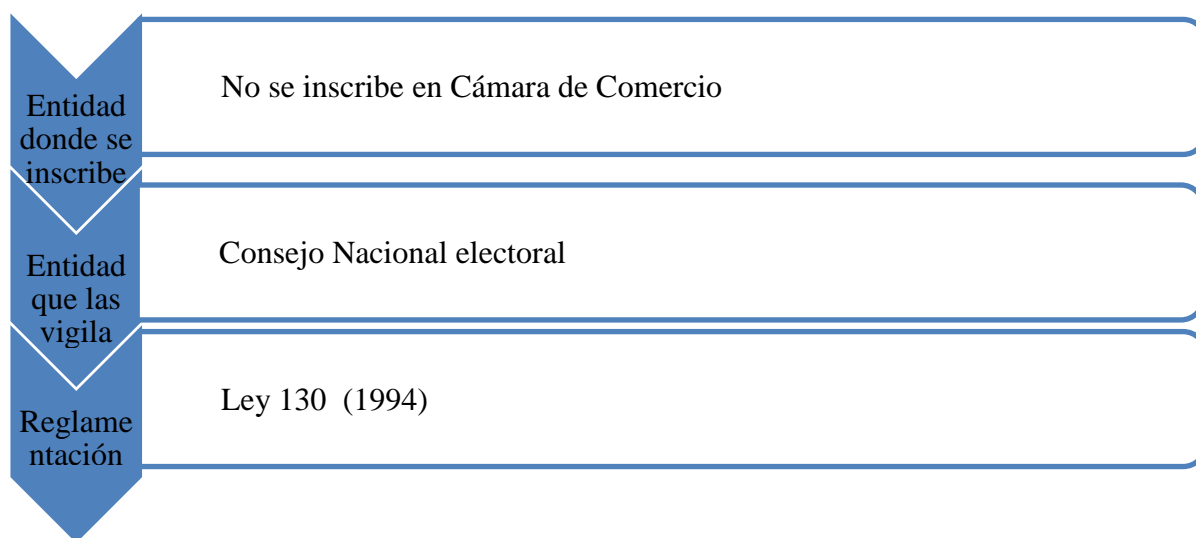 Entidad
donde se
inscribe
No se inscribe en Cámara de Comercio
Entidad
que las
vigila
Consejo Nacional electoral
Reglame
ntación
Ley 130 (1994)